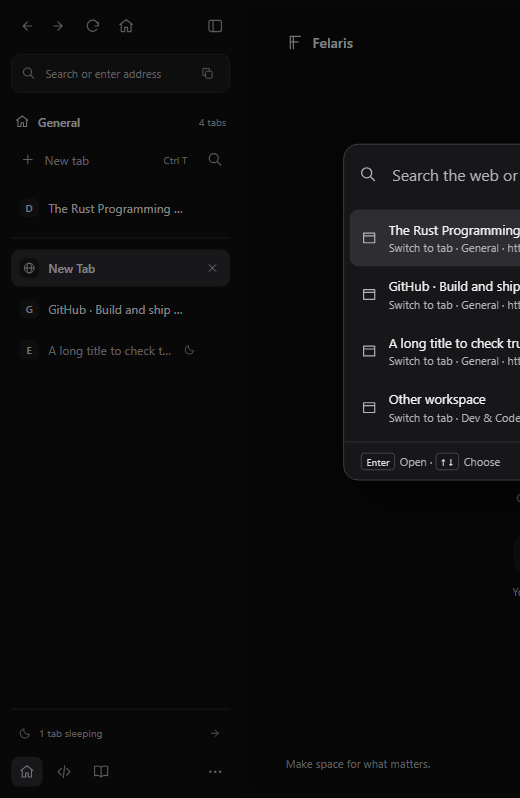 Search or enter address
General
4 tabs
New tab
Ctrl T
D
The Rust Programming ...
New Tab
G
GitHub · Build and ship ...
E
A long title to check t...
1 tab sleeping
Felaris
Search the web or
The Rust Programming
Switch to tab · General · htt
GitHub · Build and ship
Switch to tab · General · htt
A long title to check tru
Switch to tab · General · htt
Other workspace
Switch to tab · Dev & Code
Enter Open · ↑↓ Choose
Make space for what matters.